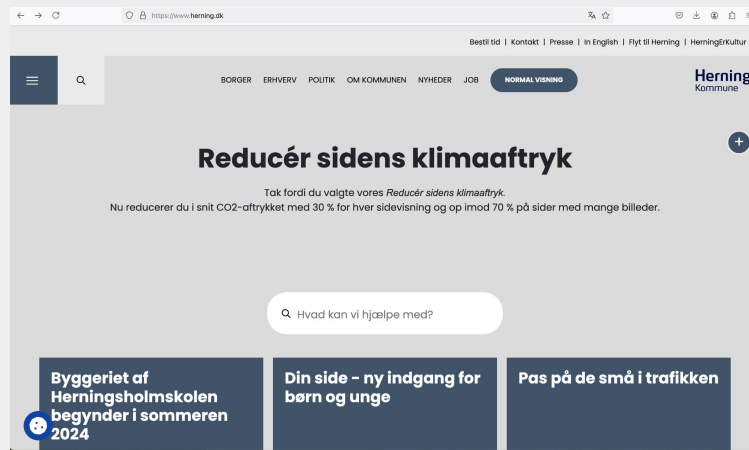 https://www.herning.dk
Bestil tid | Kontakt | Presse | In English | Flyt til Herning | HerningErKultur
BORGER ERHVERV POLITIK OM KOMMUNEN NYHEDER JOB NORMAL VISNING
Herning
Kommune
Reducér sidens klimaaftryk
Tak fordi du valgte vores Reducér sidens klimaaftryk.
Nu reducerer du i snit CO2-aftrykket med 30 % for hver sidevisning og op imod 70 % på sider med mange billeder.
Hvad kan vi hjælpe med?
Byggeriet af
Herningsholmskolen
begynder i sommeren
2024
Din side - ny indgang for
børn og unge
Pas på de små i trafikken